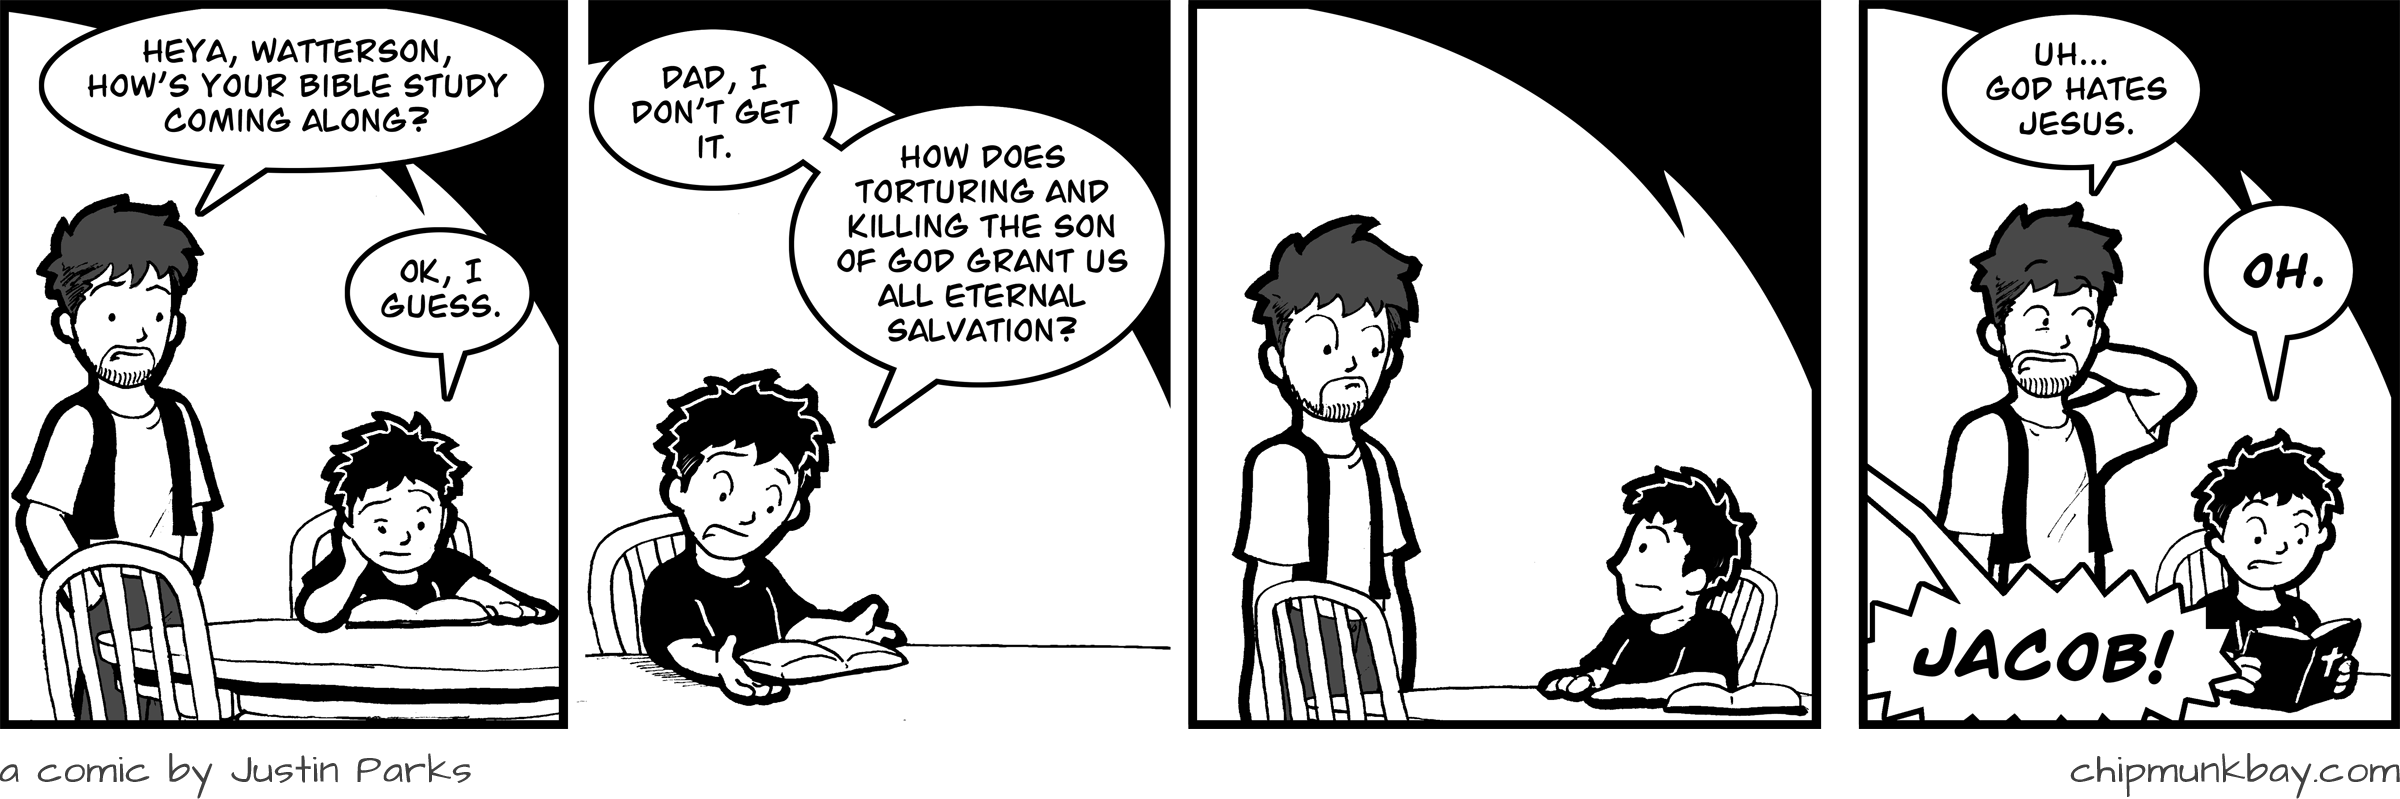 HEYA, WATTERSON,
HOW'S YOUR BIBLE STUDY
COMING ALONG?
OK, I
GUESS.
DAD, I
DON'T GET
IT.
HOW DOES
TORTURING AND
KILLING THE SON
OF GOD GRANT US
ALL ETERNAL
SALVATION?
UH...
GOD HATES
JESUS.
OH.
JACOB!
a comic by Justin Parks
chipmunkbay.com